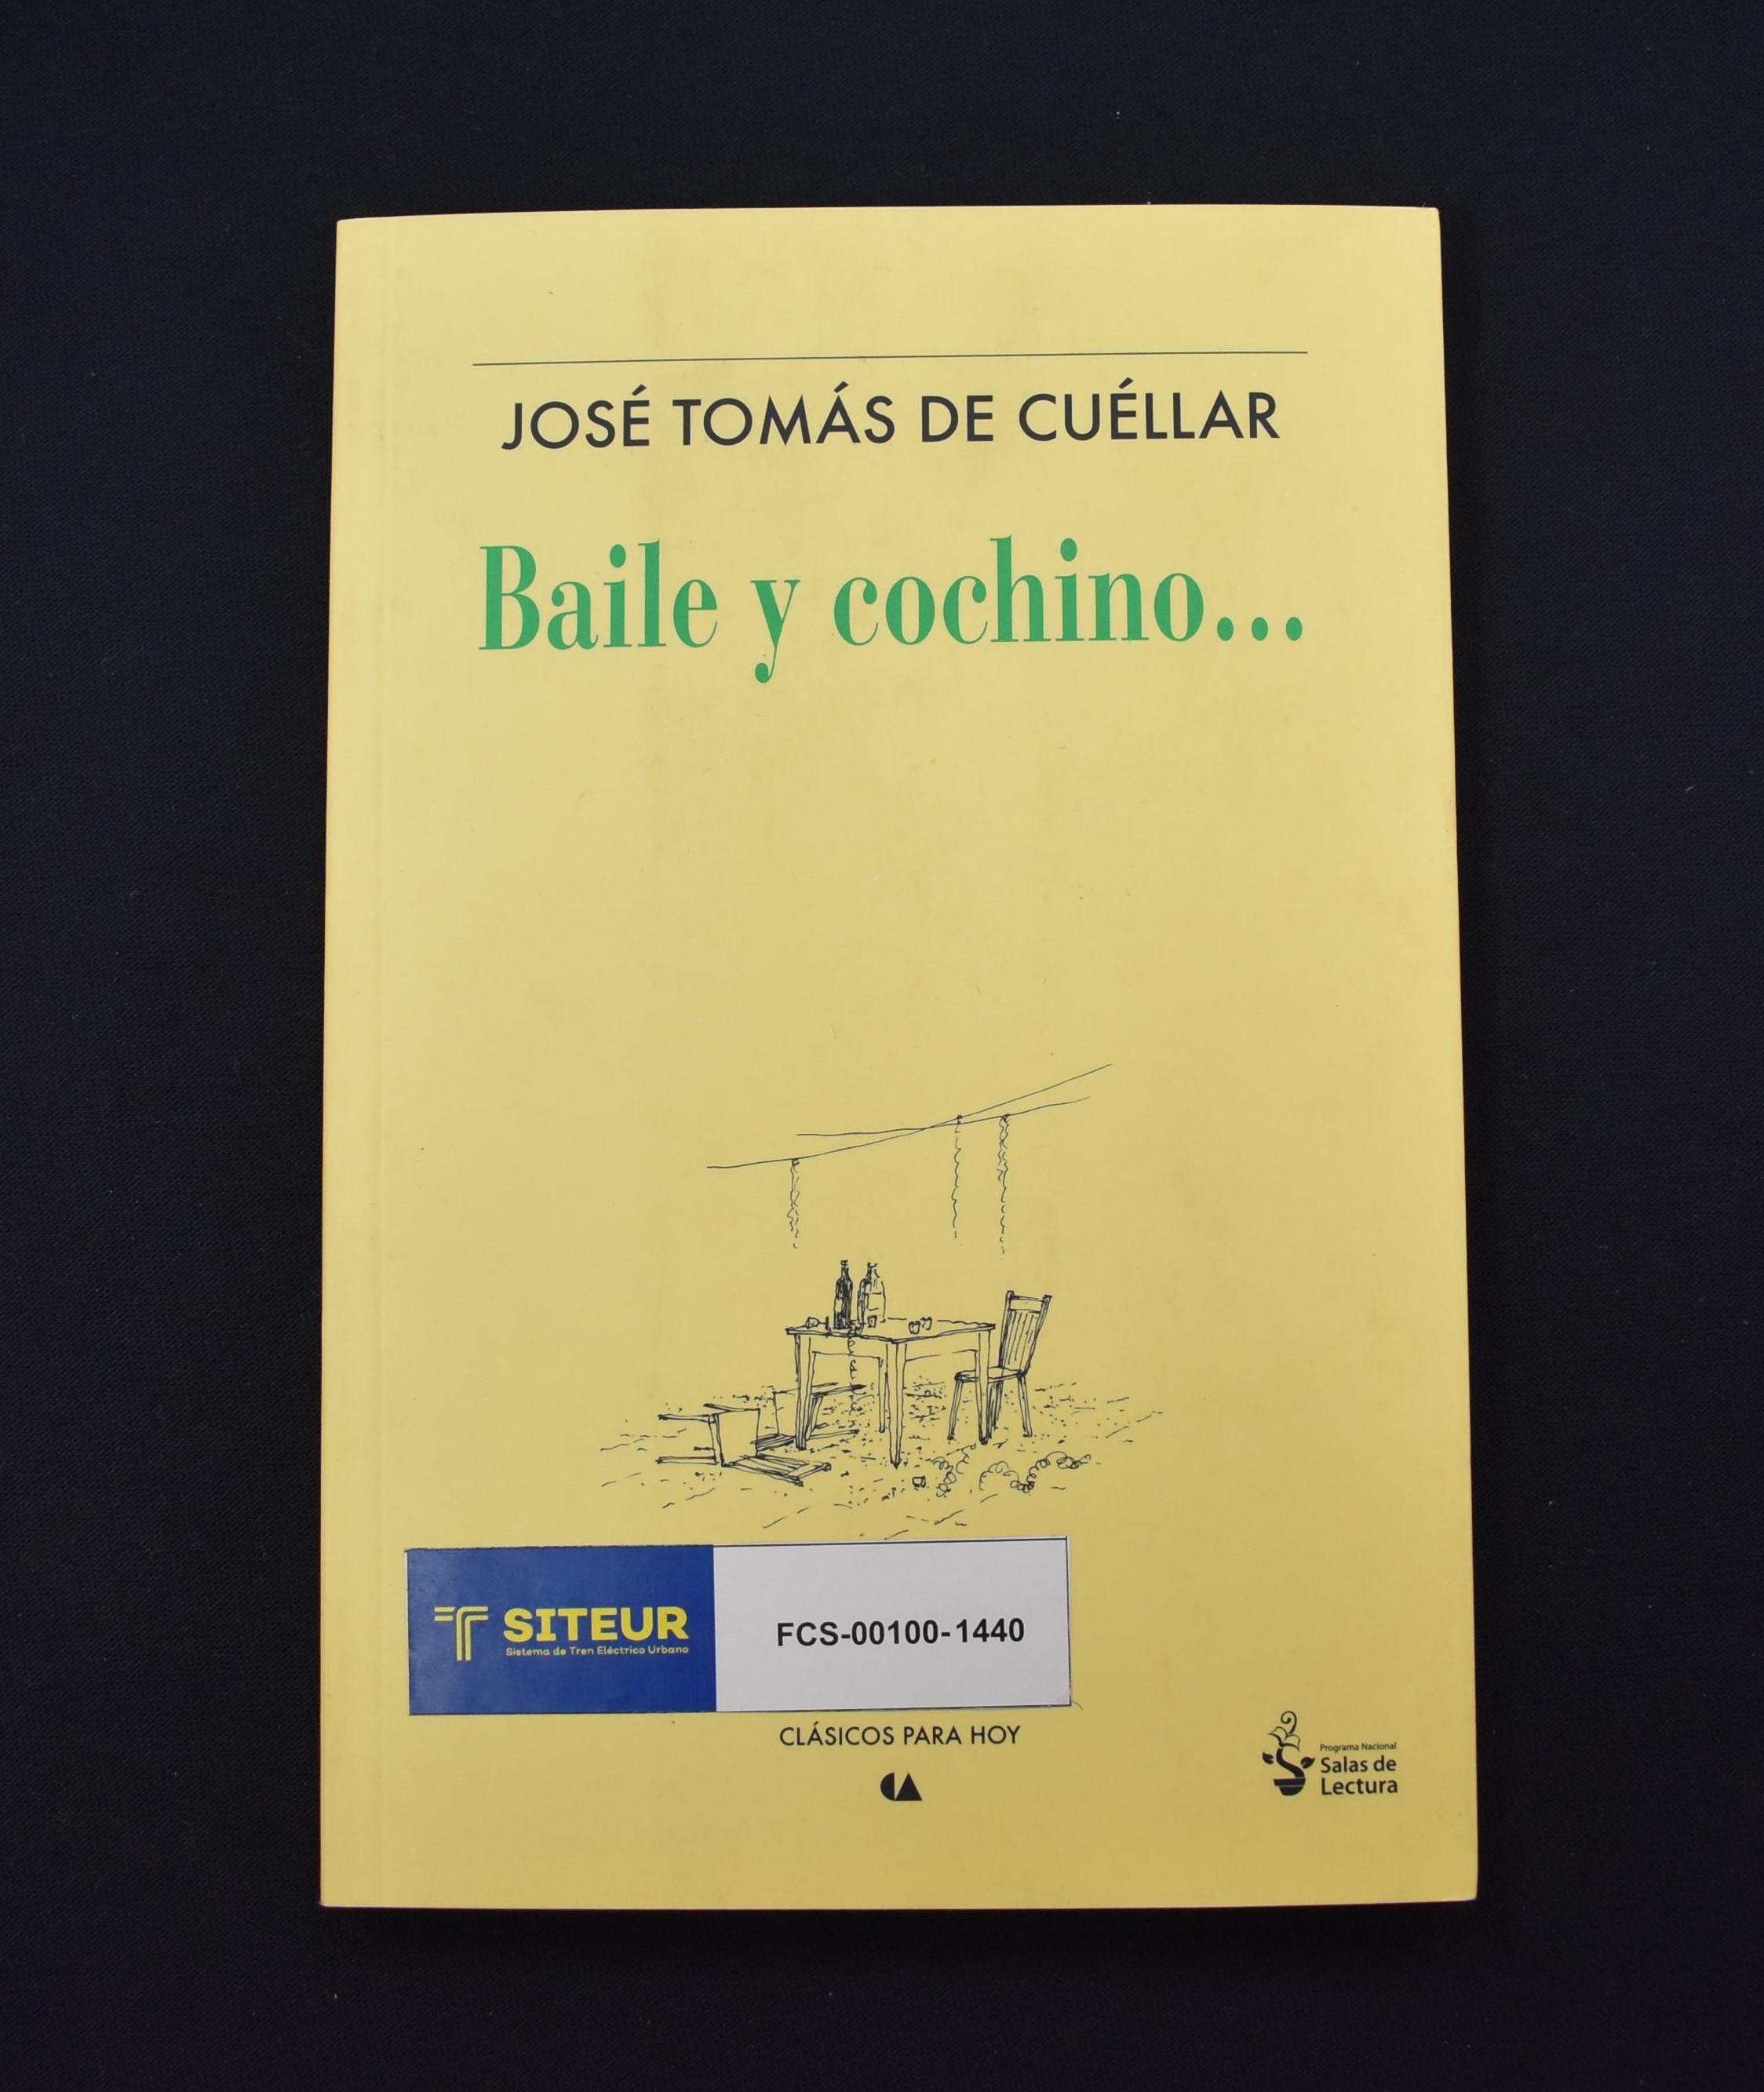 JOSÉ TOMÁS DE CUÉLLAR
Baile y cochino...
SITEUR
Sistema de Tren Eléctrico Urbano
FCS-00100-1440
CLÁSICOS PARA HOY
Programa Nacional
Salas de
Lectura